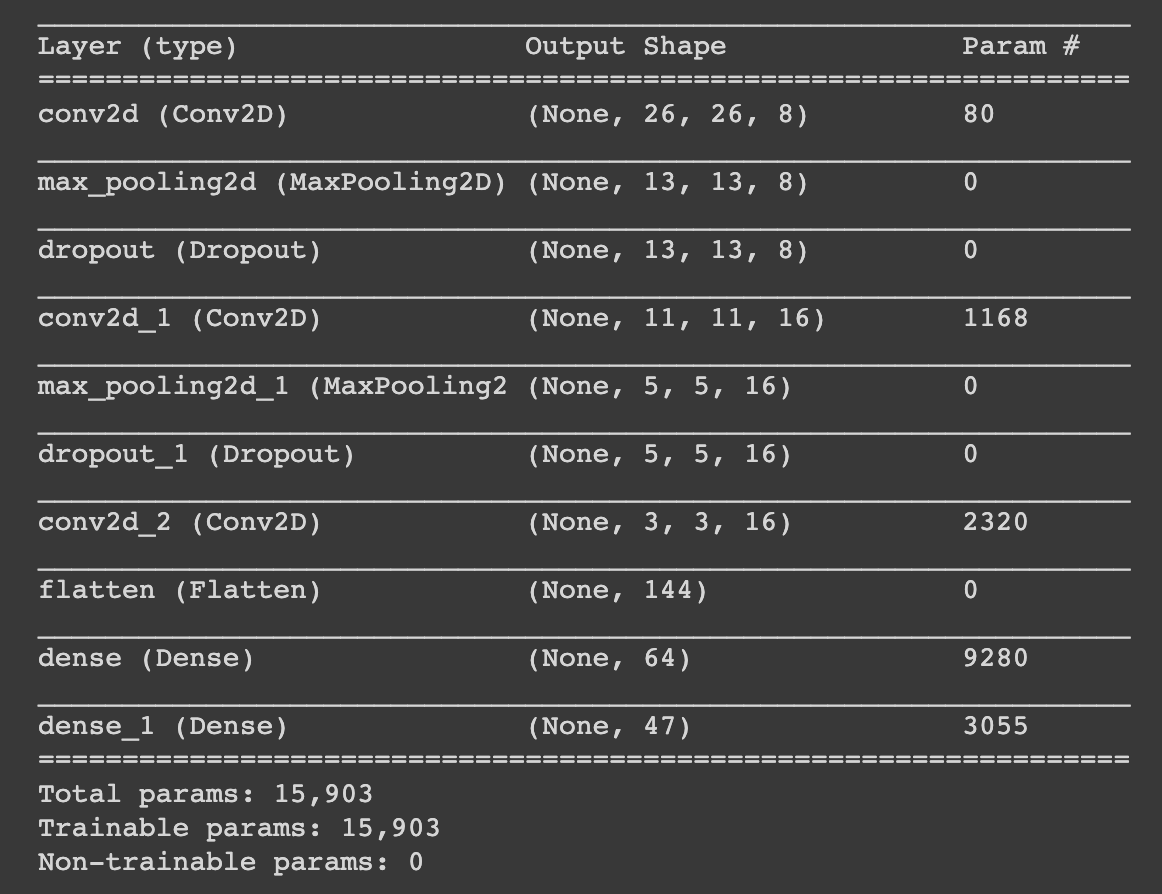 Layer (type) Output Shape Param #
=================================================================
conv2d (Conv2D) (None, 26, 26, 8) 80
max_pooling2d (MaxPooling2D) (None, 13, 13, 8) 0
dropout (Dropout) (None, 13, 13, 8) 0
conv2d_1 (Conv2D) (None, 11, 11, 16) 1168
max_pooling2d_1 (MaxPooling2 (None, 5, 5, 16) 0
dropout_1 (Dropout) (None, 5, 5, 16) 0
conv2d_2 (Conv2D) (None, 3, 3, 16) 2320
flatten (Flatten) (None, 144) 0
dense (Dense) (None, 64) 9280
dense_1 (Dense) (None, 47) 3055
=================================================================
Total params: 15,903
Trainable params: 15,903
Non-trainable params: 0